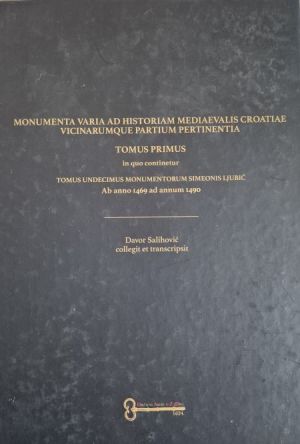 MONUMENTA VARIA AD HISTORIAM MEDIAEVALIS CROATIAE
VICINARUMQUE PARTIUM PERTINENTIA
TOMUS PRIMUS
in quo continetur
TOMUS UNDECIMUS MONUMENTORUM SIMEONIS LJUBIĆ
Ab anno 1469 ad annum 1490
Davor Salihović
collegit et transcripsit